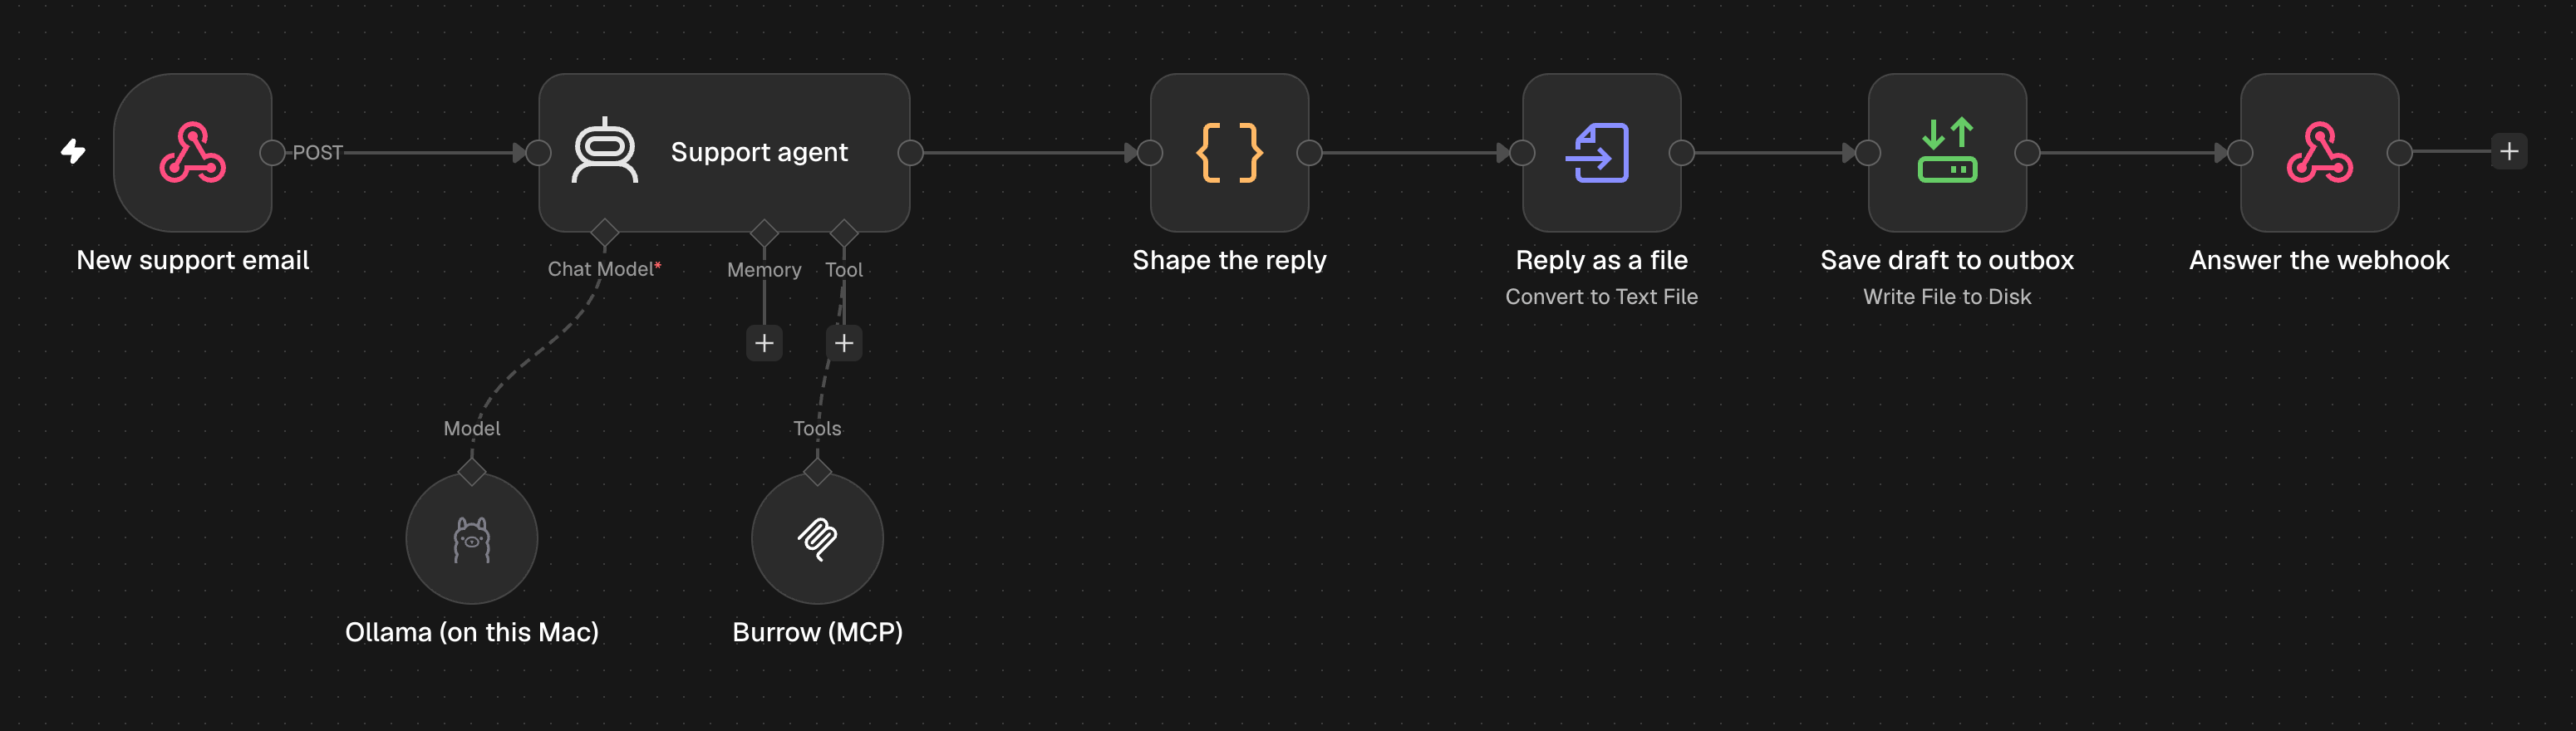 POST
Support agent
New support email
Chat Model*
Memory
Tool
Shape the reply
Reply as a file
Convert to Text File
Save draft to outbox
Write File to Disk
Answer the webhook
Model
Tools
Ollama (on this Mac)
Burrow (MCP)